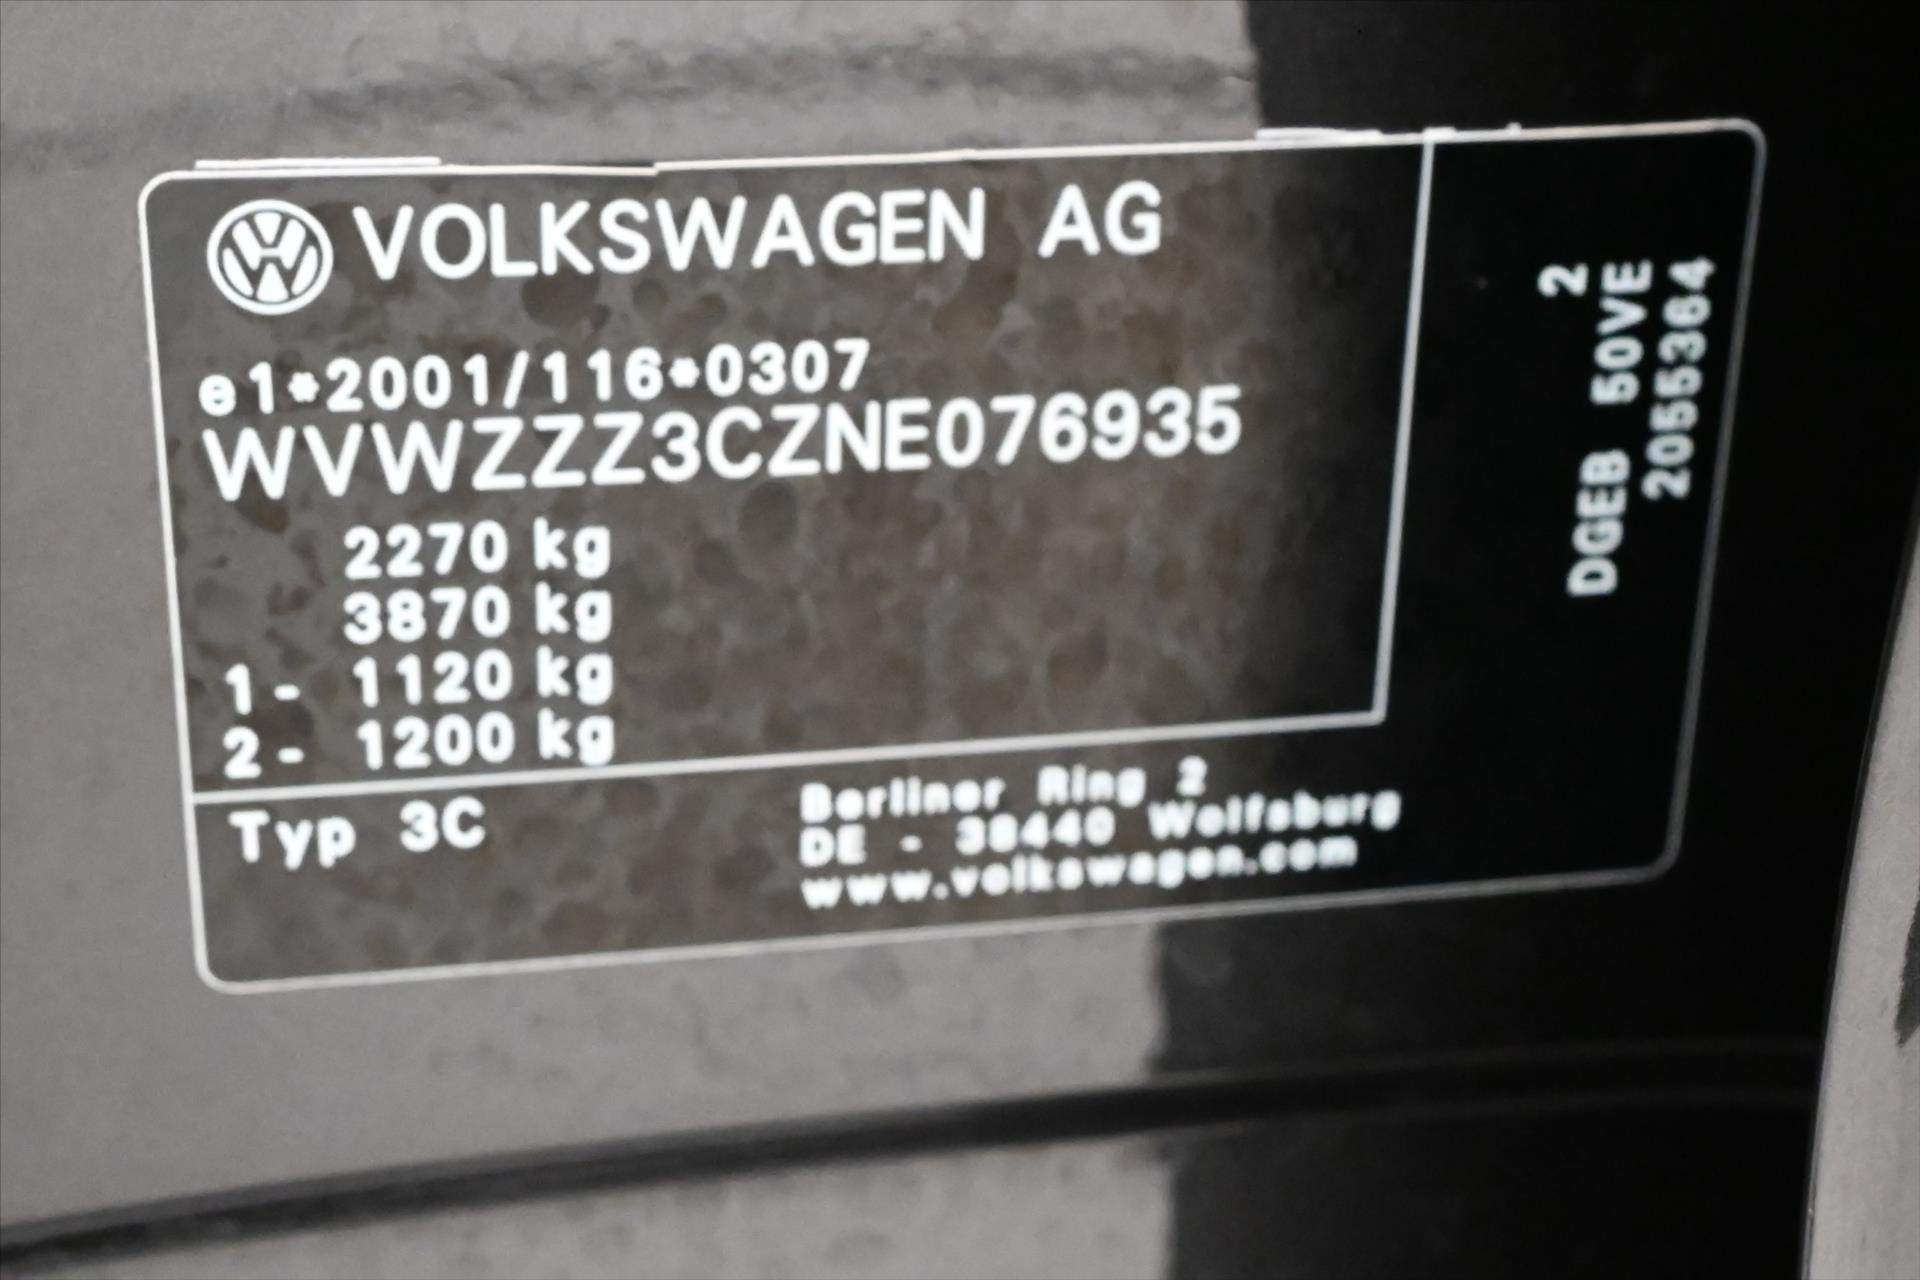 VOLKSWAGEN AG
e1*2001/116*0307
WVWZZZ3CZNE076935
2270 kg
3870 kg
1- 1120 kg
2- 1200 kg
Typ 3C
Berliner Ring 2
DE - 38440 Wolfsburg
www.volkswagen.com
2
DGEB 50VE
2055364